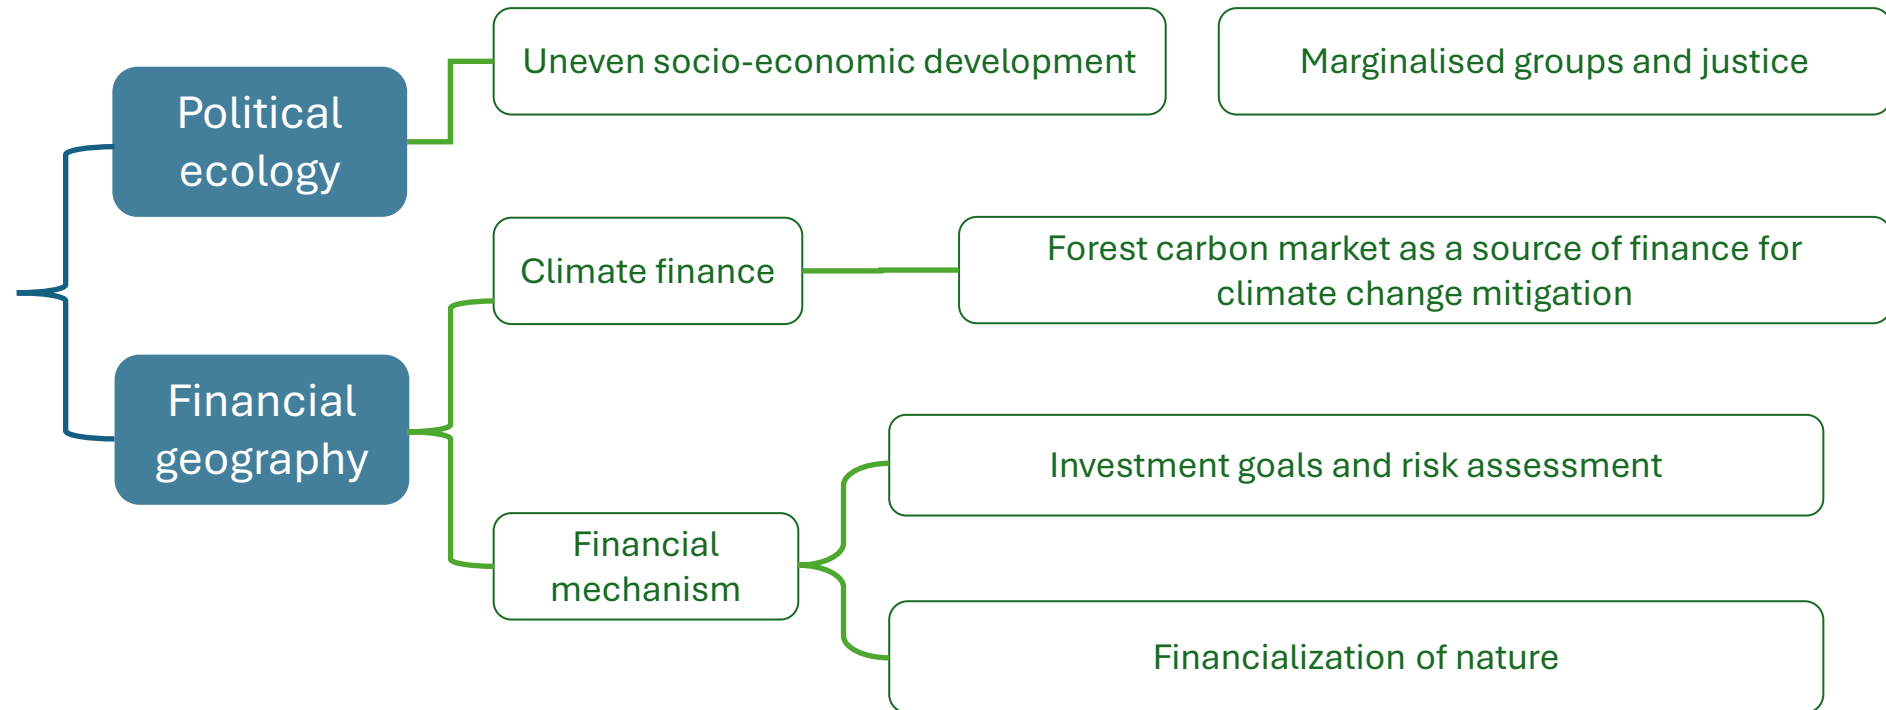 Uneven socio-economic development
Marginalised groups and justice
Political
ecology
Climate finance
Forest carbon market as a source of finance for
climate change mitigation
Financial
geography
Investment goals and risk assessment
Financial
mechanism
Financialization of nature